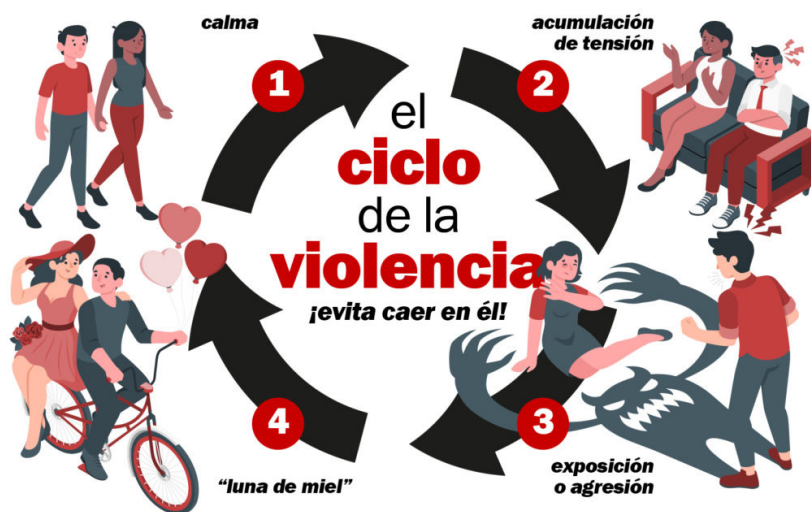 el
ciclo
de la
violencia
¡evita caer en él!
1
calma
2
acumulación
de tensión
3
exposición
o agresión
4
“luna de miel”